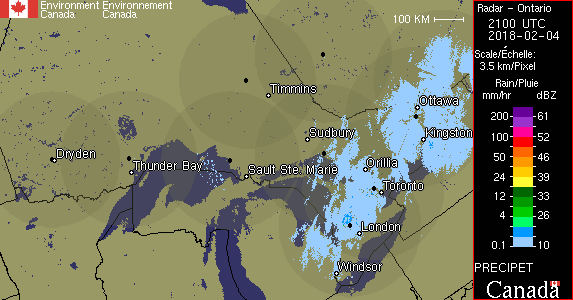 Environment Environnement
Canada Canada
100 KM
Timmins
Ottawa
Sudbury
Kingston
Dryden
Thunder Bay
Sault Ste. Marie
Orillia
Toronto
London
Windsor
Radar - Ontario
2100 UTC
2018-02-04
Scale/Échelle:
3.5 km/Pixel
Rain/Pluie
mm/hr dBZ
200 61
100 56
50 52
50 46
24 39
12 33
4 26
1 20
0.1 10
PRECIPET
Canada